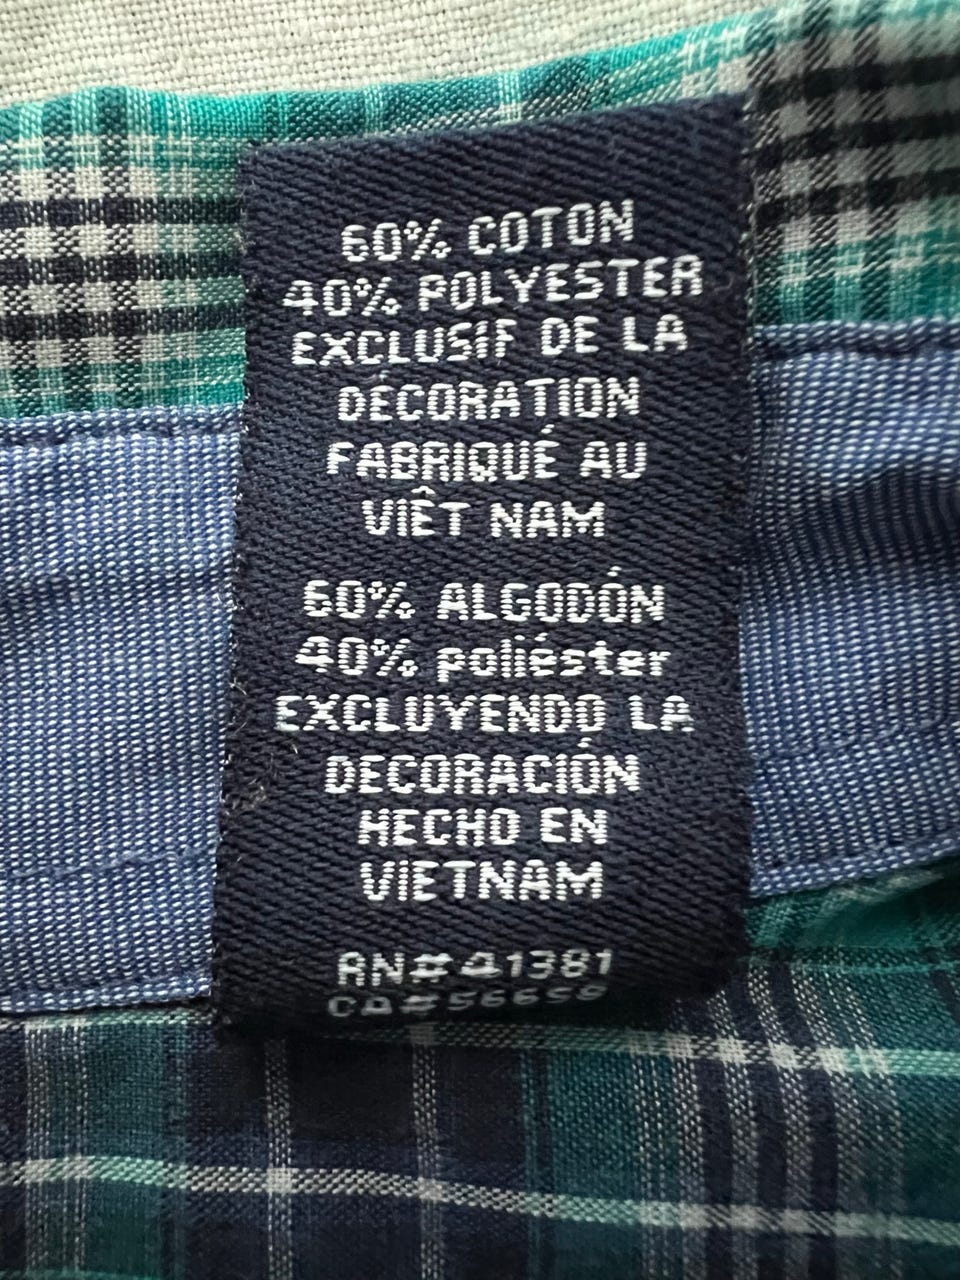 60% COTON
40% POLYESTER
EXCLUSIF DE LA
DÉCORATION
FABRIQUÉ AU
VIÊT NAM
60% ALGODÓN
40% poliéster
EXCLUYENDO LA
DECORACIÓN
HECHO EN
VIETNAM
RN#41381
CA#56658